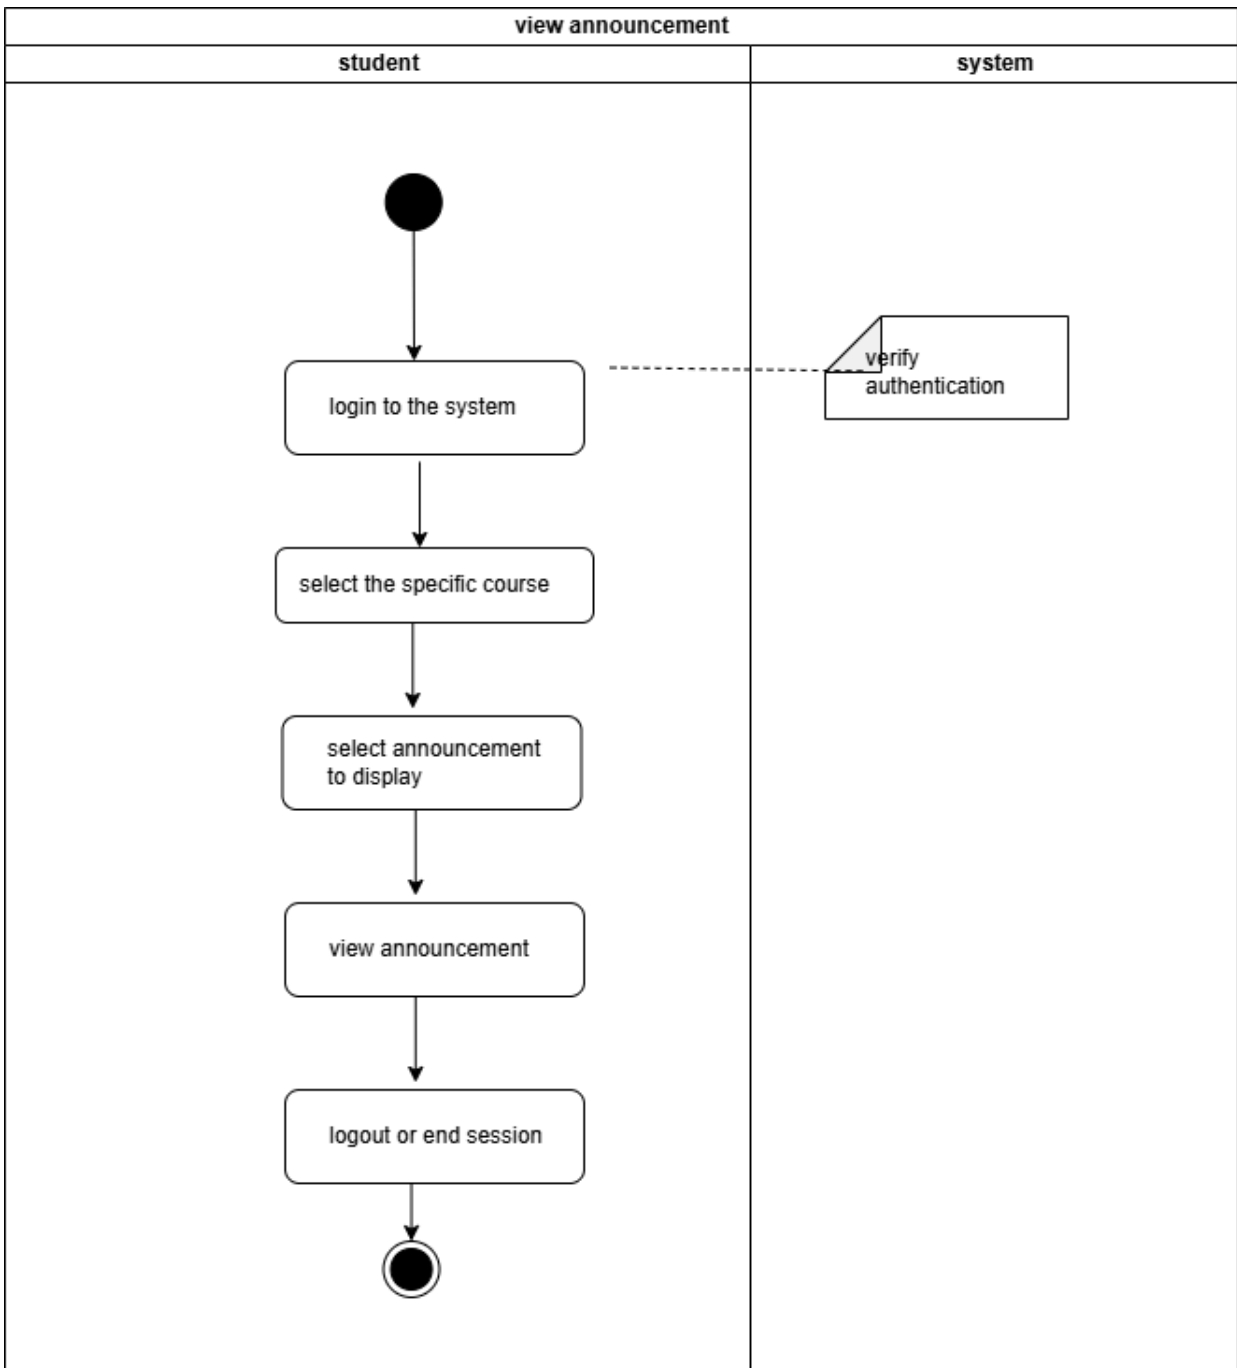 view announcement
student
system
login to the system
verify
authentication
select the specific course
select announcement
to display
view announcement
logout or end session